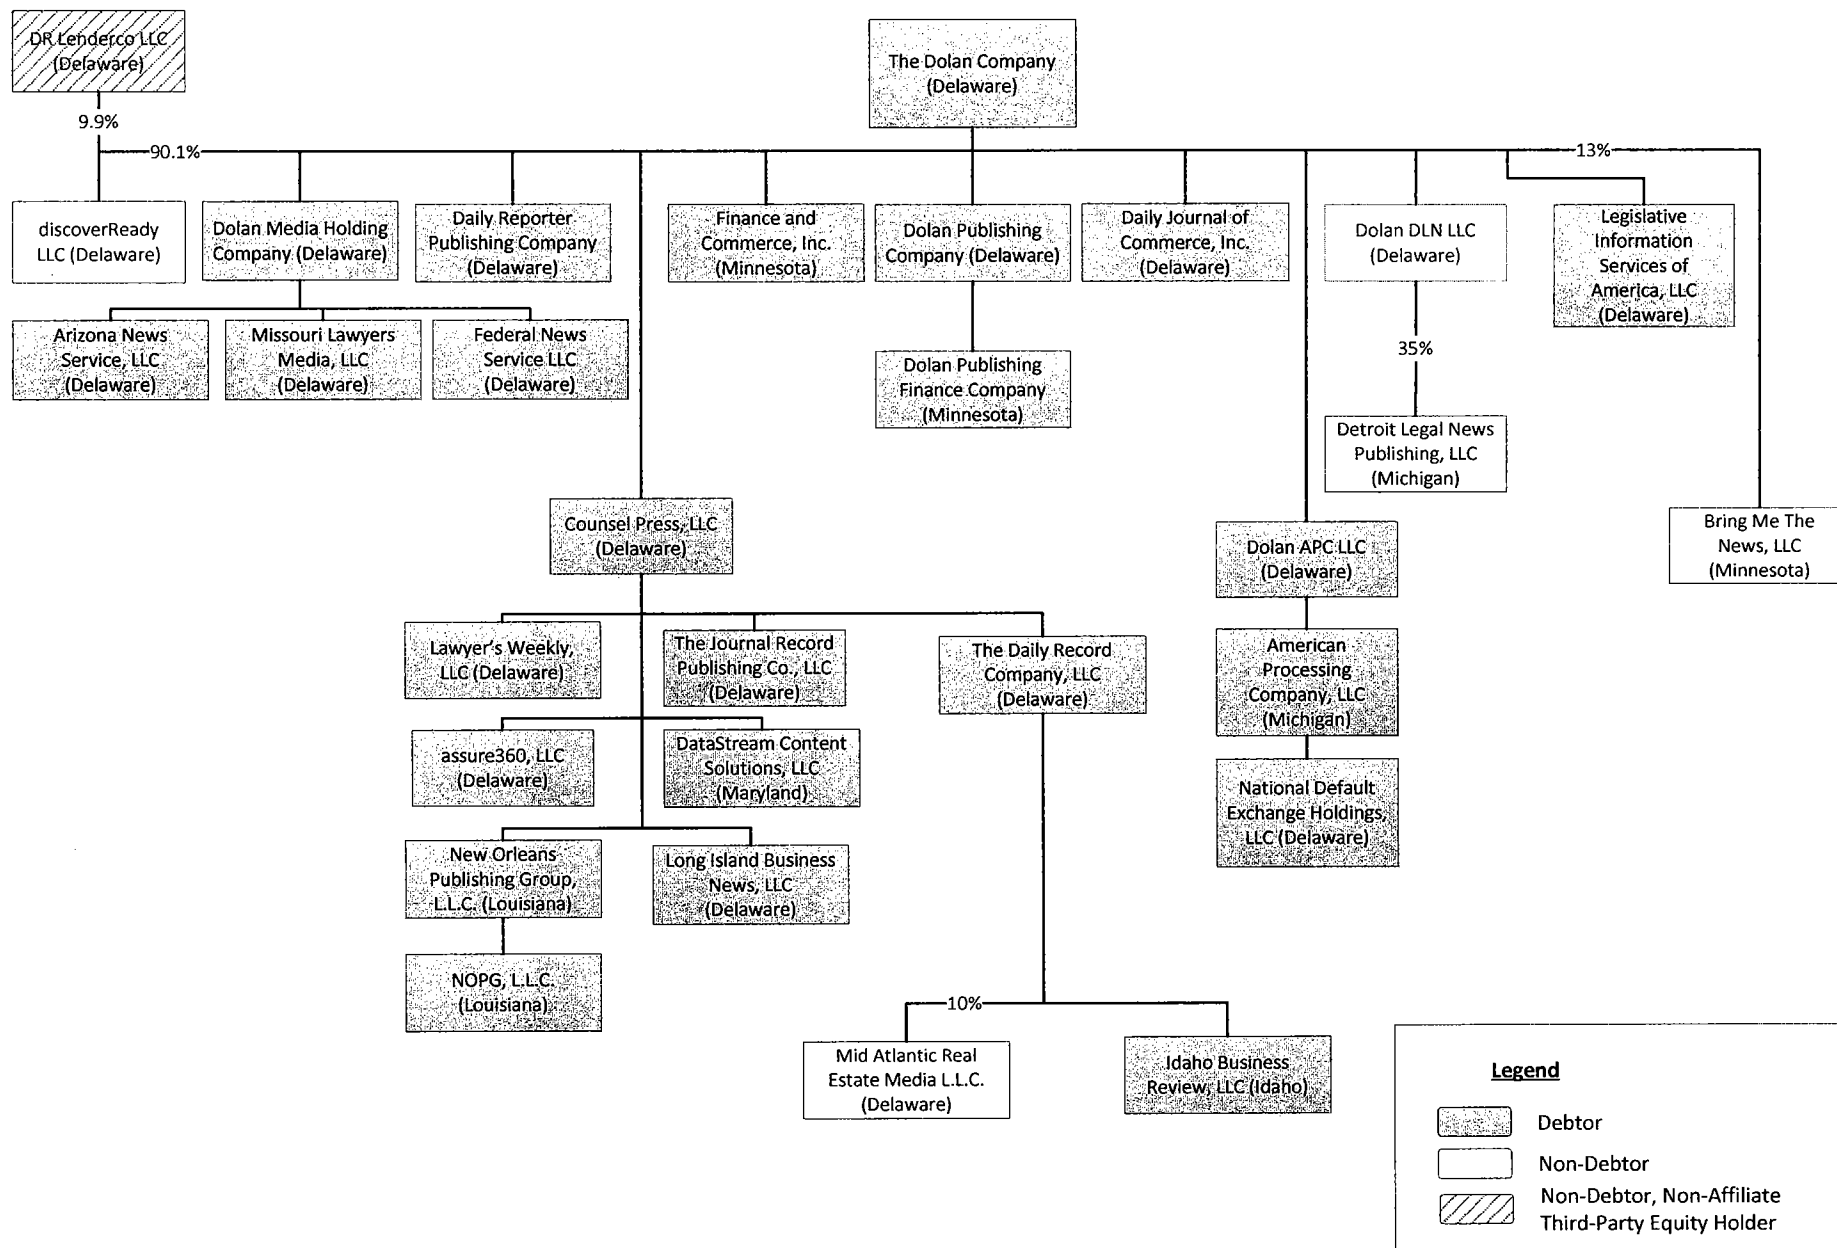 DR Lenderco LLC
(Delaware)
The Dolan Company
(Delaware)
9.9%
90.1%
13%
discoverReady
LLC (Delaware)
Dolan Media Holding
Company (Delaware)
Daily Reporter
Publishing Company
(Delaware)
Finance and
Commerce, Inc.
(Minnesota)
Dolan Publishing
Company (Delaware)
Daily Journal of
Commerce, Inc.
(Delaware)
Dolan DLN LLC
(Delaware)
Legislative
Information
Services of
America, LLC
(Delaware)
Arizona News
Service, LLC
(Delaware)
Missouri Lawyers
Media, LLC
(Delaware)
Federal News
Service LLC
(Delaware)
Dolan Publishing
Finance Company
(Minnesota)
35%
Detroit Legal News
Publishing, LLC
(Michigan)
Counsel Press, LLC
(Delaware)
Dolan APC LLC
(Delaware)
Bring Me The
News, LLC
(Minnesota)
Lawyer's Weekly,
LLC (Delaware)
The Journal Record
Publishing Co., LLC
(Delaware)
The Daily Record
Company, LLC
(Delaware)
American
Processing
Company, LLC
(Michigan)
assure360, LLC
(Delaware)
DataStream Content
Solutions, LLC
(Maryland)
National Default
Exchange Holdings,
LLC (Delaware)
New Orleans
Publishing Group,
L.L.C. (Louisiana)
Long Island Business
News, LLC
(Delaware)
NOPG, L.L.C.
(Louisiana)
10%
Mid Atlantic Real
Estate Media L.L.C.
(Delaware)
Idaho Business
Review, LLC (Idaho)
Legend
Debtor
Non-Debtor
Non-Debtor, Non-Affiliate
Third-Party Equity Holder